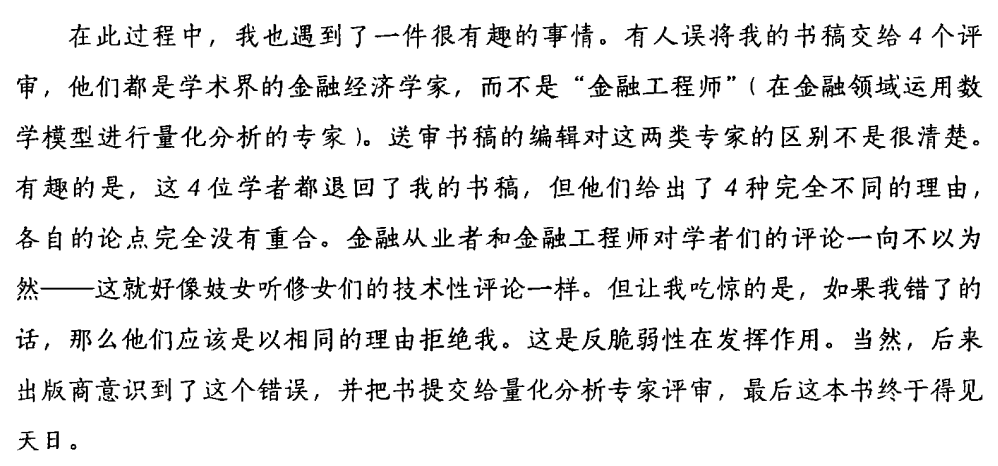 在此过程中，我也遇到了一件很有趣的事情。有人误将我的书稿交给4个评
审，他们都是学术界的金融经济学家，而不是“金融工程师”（在金融领域运用数
学模型进行量化分析的专家）。送审书稿的编辑对这两类专家的区别不是很清楚。
有趣的是，这4位学者都退回了我的书稿，但他们给出了4种完全不同的理由，
各自的论点完全没有重合。金融从业者和金融工程师对学者们的评论一向不以为
然——这就好像妓女听修女们的技术性评论一样。但让我吃惊的是，如果我错了的
话，那么他们应该是以相同的理由拒绝我。这是反脆弱性在发挥作用。当然，后来
出版商意识到了这个错误，并把书提交给量化分析专家评审，最后这本书终于得见
天日。